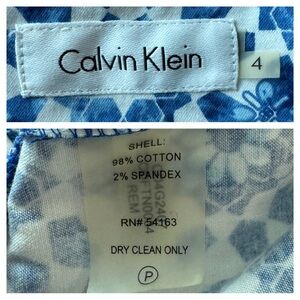 Calvin Klein
4
SHELL:
98% COTTON
2% SPANDEX
RN# 54163
DRY CLEAN ONLY
P